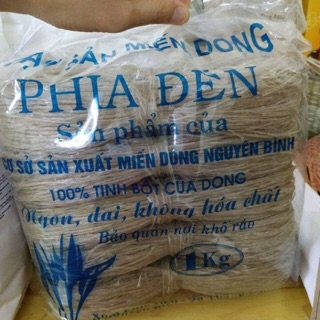 SẢN MIẾN DONG
PHIA ĐÉN
Sản phẩm của
CƠ SỞ SẢN XUẤT MIẾN DONG NGUYÊN BÌNH
100% TINH BỘT CỦ DONG
Ngon, dai, không hóa chất
Bảo quản nơi khô ráo
1Kg